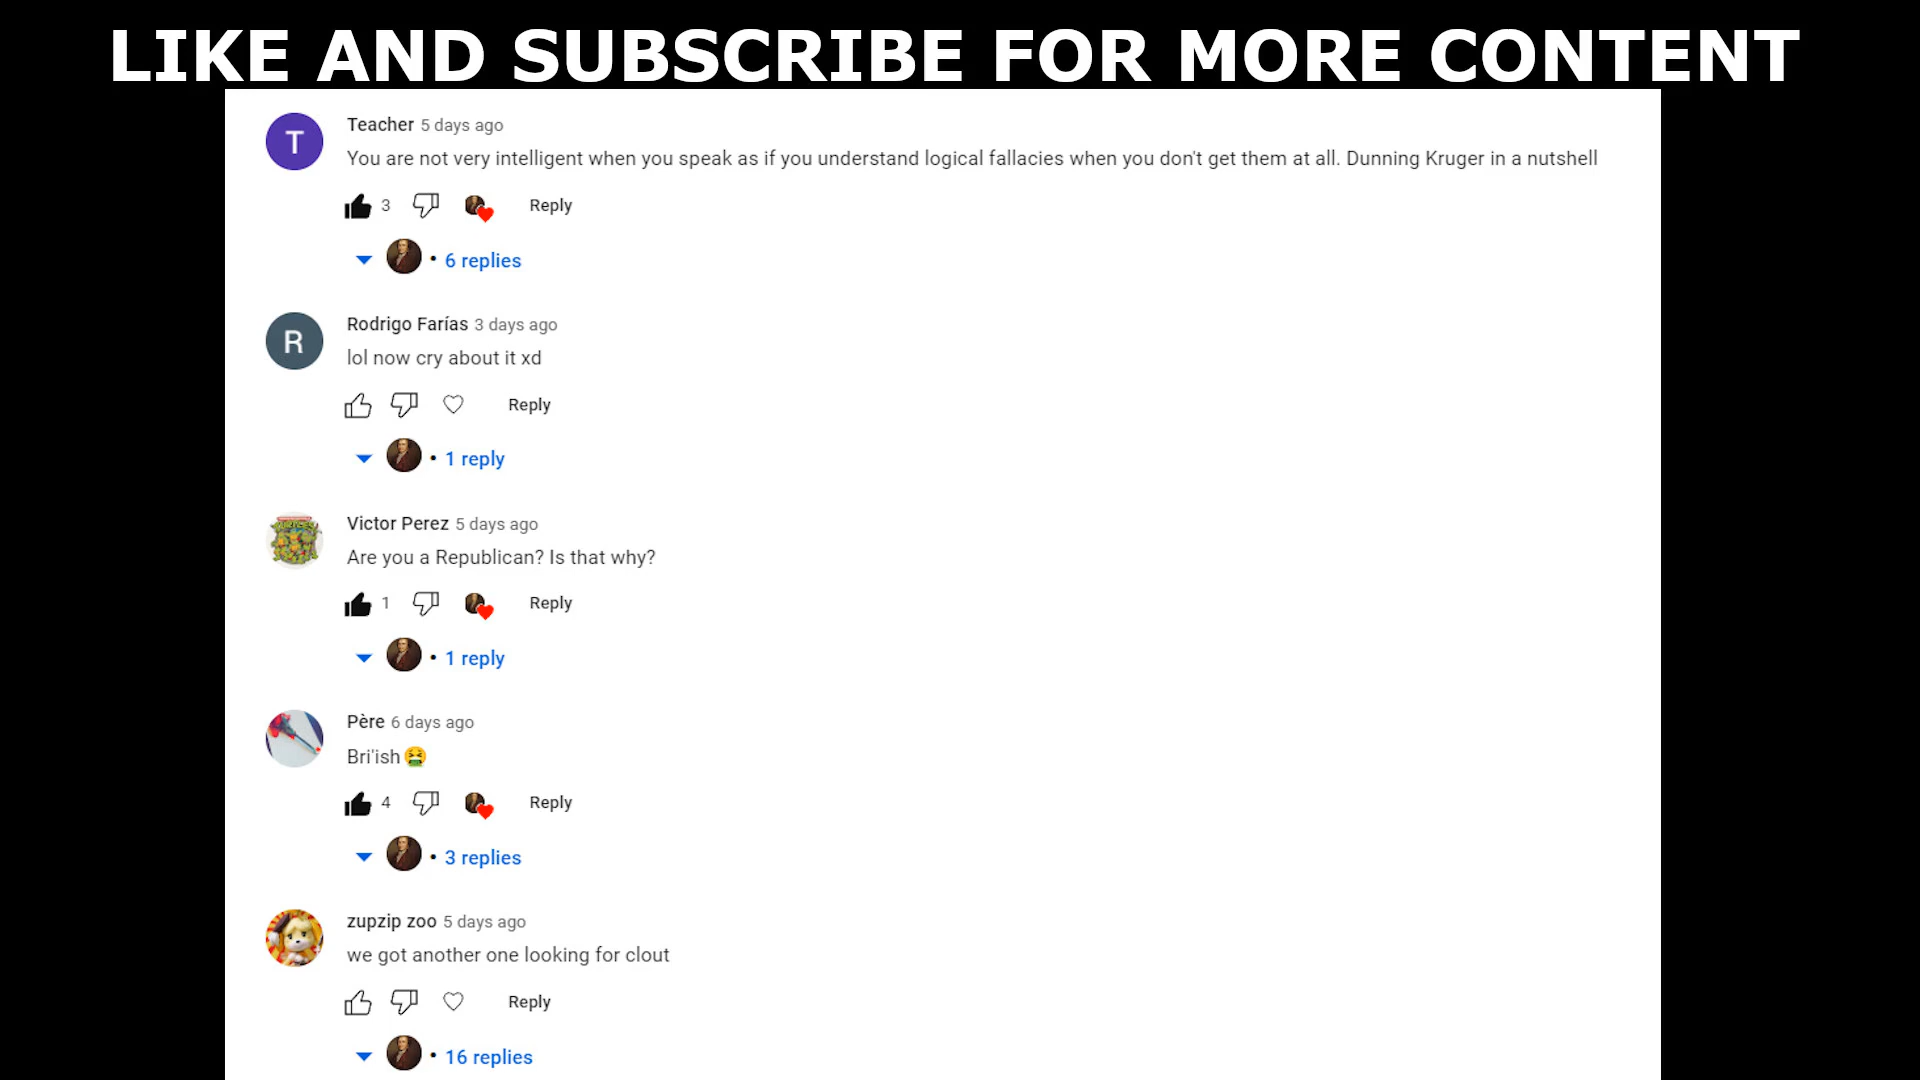 LIKE AND SUBSCRIBE FOR MORE CONTENT
T
Teacher 5 days ago
You are not very intelligent when you speak as if you understand logical fallacies when you don't get them at all. Dunning Kruger in a nutshell
3 Reply
• 6 replies
R
Rodrigo Farías 3 days ago
lol now cry about it xd
Reply
• 1 reply
Victor Perez 5 days ago
Are you a Republican? Is that why?
1 Reply
• 1 reply
Père 6 days ago
Bri'ish🤮
4 Reply
• 3 replies
zupzip zoo 5 days ago
we got another one looking for clout
Reply
• 16 replies